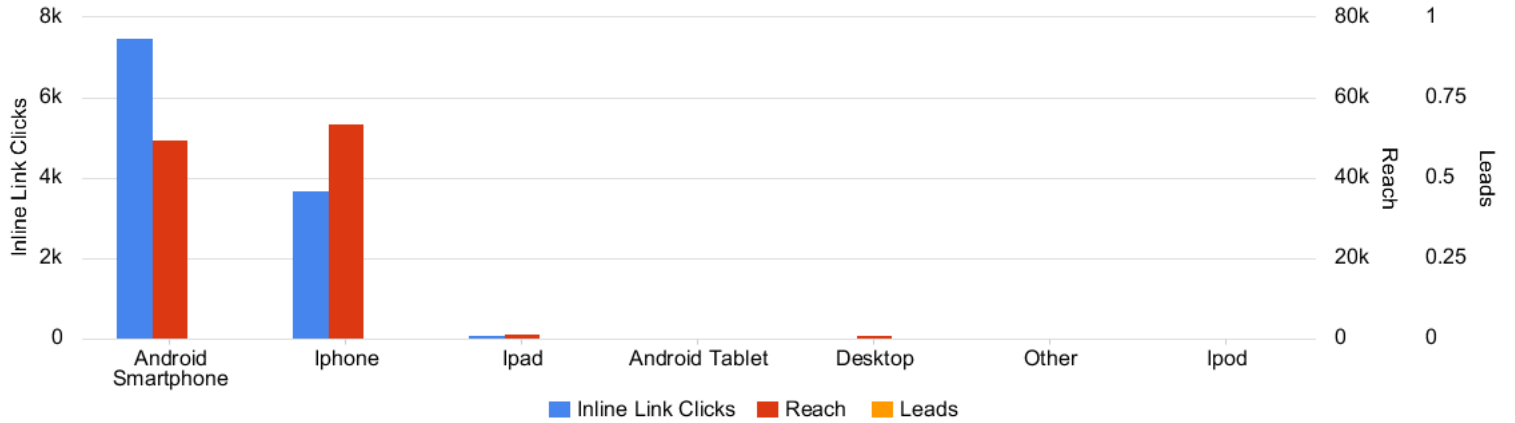 8k
6k
4k
2k
0
Inline Link Clicks
80k
60k
40k
20k
0
Reach
1
0.75
0.5
0.25
0
Leads
Android
Smartphone
Iphone
Ipad
Android Tablet
Desktop
Other
Ipod
Inline Link Clicks
Reach
Leads